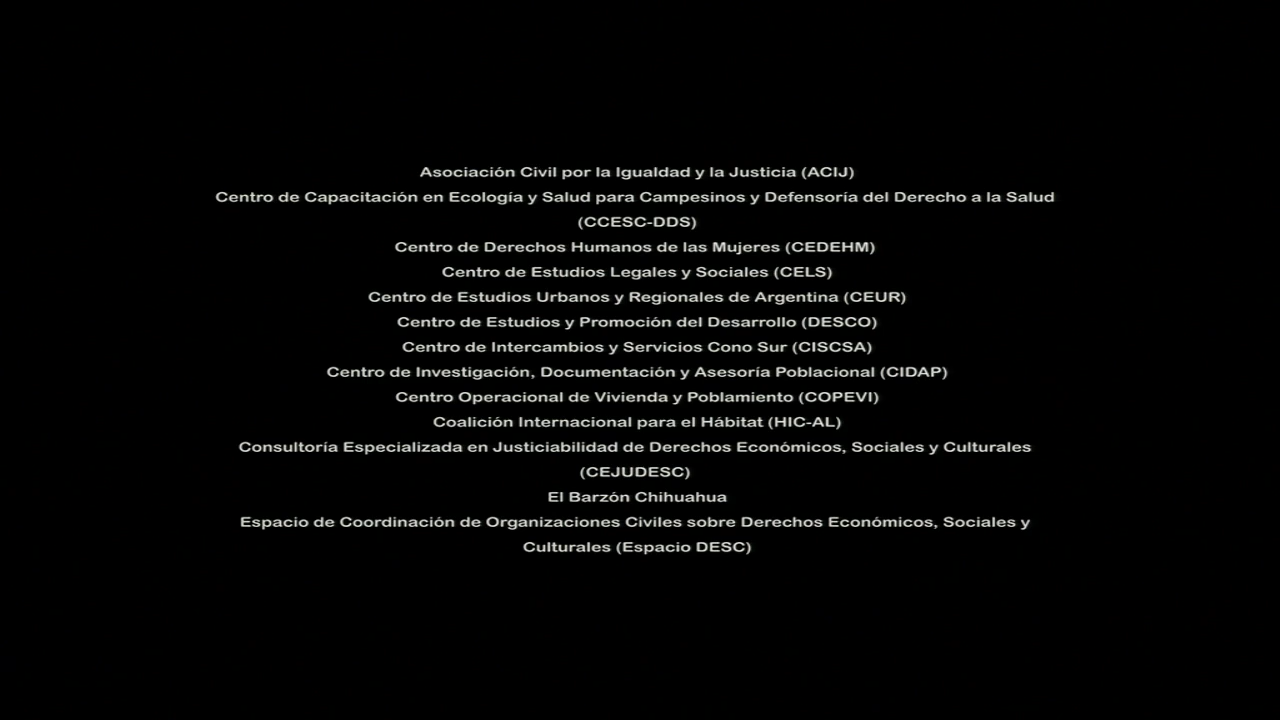 Asociación Civil por la Igualdad y la Justicia (ACIJ)
Centro de Capacitación en Ecología y Salud para Campesinos y Defensoría del Derecho a la Salud
(CCESC-DDS)
Centro de Derechos Humanos de las Mujeres (CEDEHM)
Centro de Estudios Legales y Sociales (CELS)
Centro de Estudios Urbanos y Regionales de Argentina (CEUR)
Centro de Estudios y Promoción del Desarrollo (DESCO)
Centro de Intercambios y Servicios Cono Sur (CISCSA)
Centro de Investigación, Documentación y Asesoría Poblacional (CIDAP)
Centro Operacional de Vivienda y Poblamiento (COPEVI)
Coalición Internacional para el Hábitat (HIC-AL)
Consultoría Especializada en Justiciabilidad de Derechos Económicos, Sociales y Culturales
(CEJUDESC)
El Barzón Chihuahua
Espacio de Coordinación de Organizaciones Civiles sobre Derechos Económicos, Sociales y
Culturales (Espacio DESC)